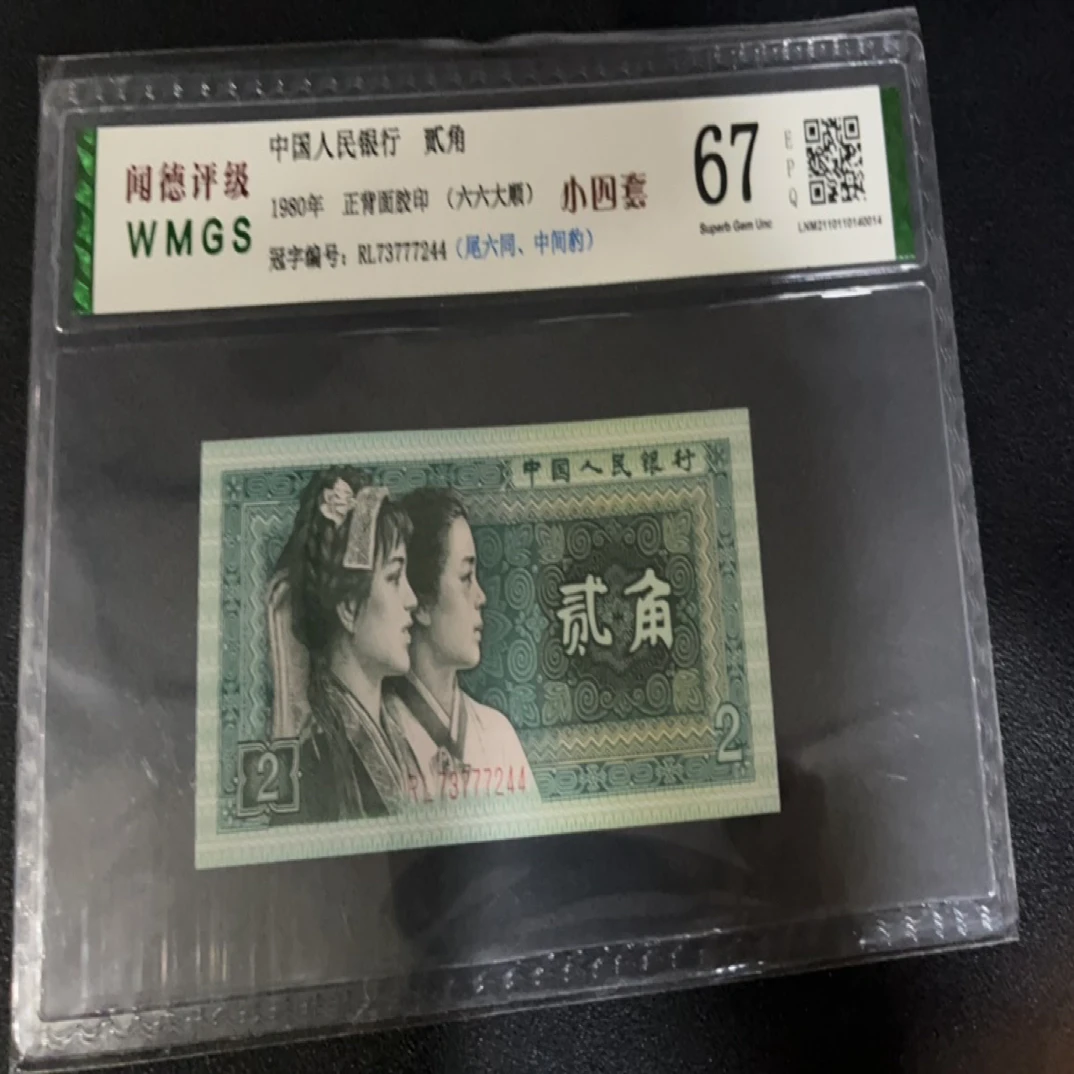 闻德评级
WMGS
中国人民银行 贰角
1980年 正背面胶印 （六六大顺） 小四套
冠字编号：RL73777244（尾六同、中间豹）
67
EPQ
Superb Gem Unc
LNM2110110140014
中国人民银行
贰角
2
2
RL73777244